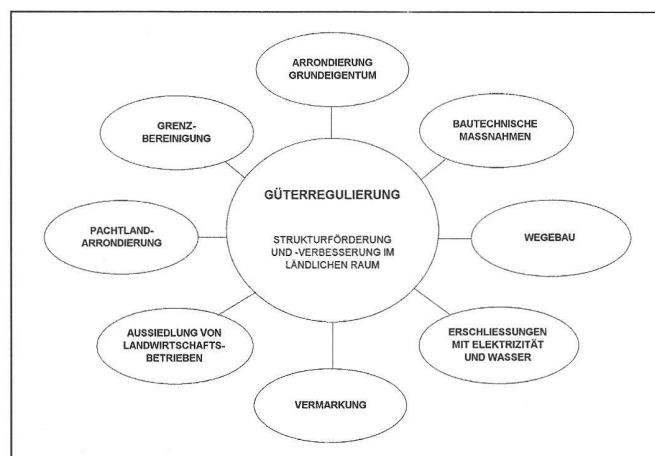 ARRONDIERUNG
GRUNDEIGENTUM
GRENZ-
BEREINIGUNG
BAUTECHNISCHE
MASSNAHMEN
GÜTERREGULIERUNG
STRUKTURFÖRDERUNG
UND -VERBESSERUNG IM
LÄNDLICHEN RAUM
PACHTLAND-
ARRONDIERUNG
WEGEBAU
AUSSIEDLUNG VON
LANDWIRTSCHAFTS-
BETRIEBEN
ERSCHLIESSUNGEN
MIT ELEKTRIZITÄT
UND WASSER
VERMARKUNG